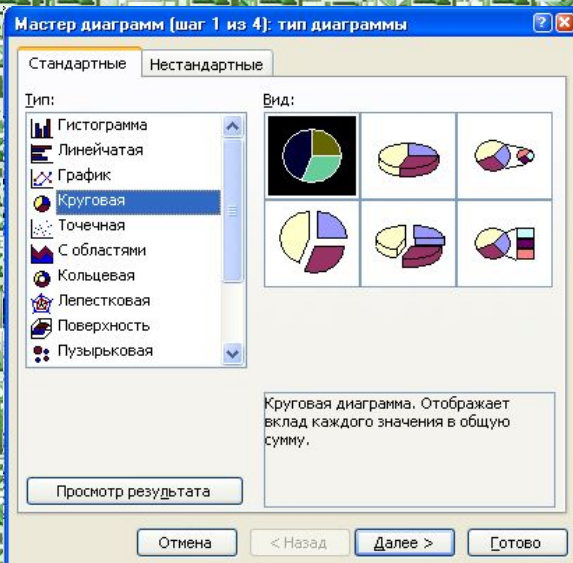 Мастер диаграмм (шаг 1 из 4): тип диаграммы
Стандартные
Нестандартные
Тип:
Гистограмма
Линейчатая
График
Круговая
Точечная
С областями
Кольцевая
Лепестковая
Поверхность
Пузырьковая
Вид:
Круговая диаграмма. Отображает
вклад каждого значения в общую
сумму.
Просмотр результата
Отмена
< Назад
Далее >
Готово